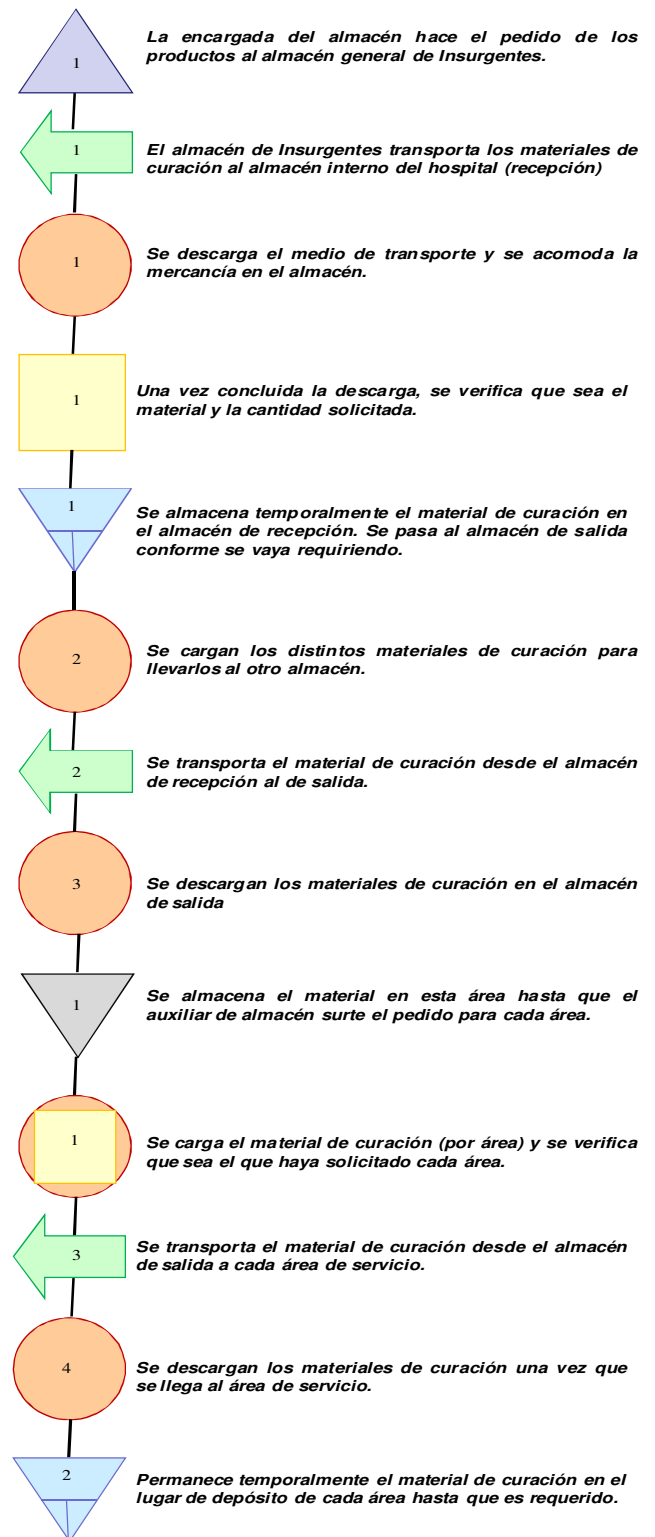 La encargada del almacén hace el pedido de los
1
productos al almacén general de Insurgentes.
1
El almacén de Insurgentes transporta los materiales de
curación al almacén interno del hospital (recepción)
1
Se descarga el medio de transporte y se acomoda la
mercancía en el almacén.
1
Una vez concluida la descarga, se verifica que sea el
material y la cantidad solicitada.
1
Se almacena temporalmente el material de curación en
el almacén de recepción. Se pasa al almacén de salida
conforme se vaya requiriendo.
2
Se cargan los distintos materiales de curación para
llevarlos al otro almacén.
2
Se transporta el material de curación desde el almacén
de recepción al de salida.
3
Se descargan los materiales de curación en el almacén
de salida
1
Se almacena el material en esta área hasta que el
auxiliar de almacén surte el pedido para cada área.
1
Se carga el material de curación (por área) y se verifica
que sea el que haya solicitado cada área.
3
Se transporta el material de curación desde el almacén
de salida a cada área de servicio.
4
Se descargan los materiales de curación una vez que
se llega al área de servicio.
2
Permanece temporalmente el material de curación en el
lugar de depósito de cada área hasta que es requerido.